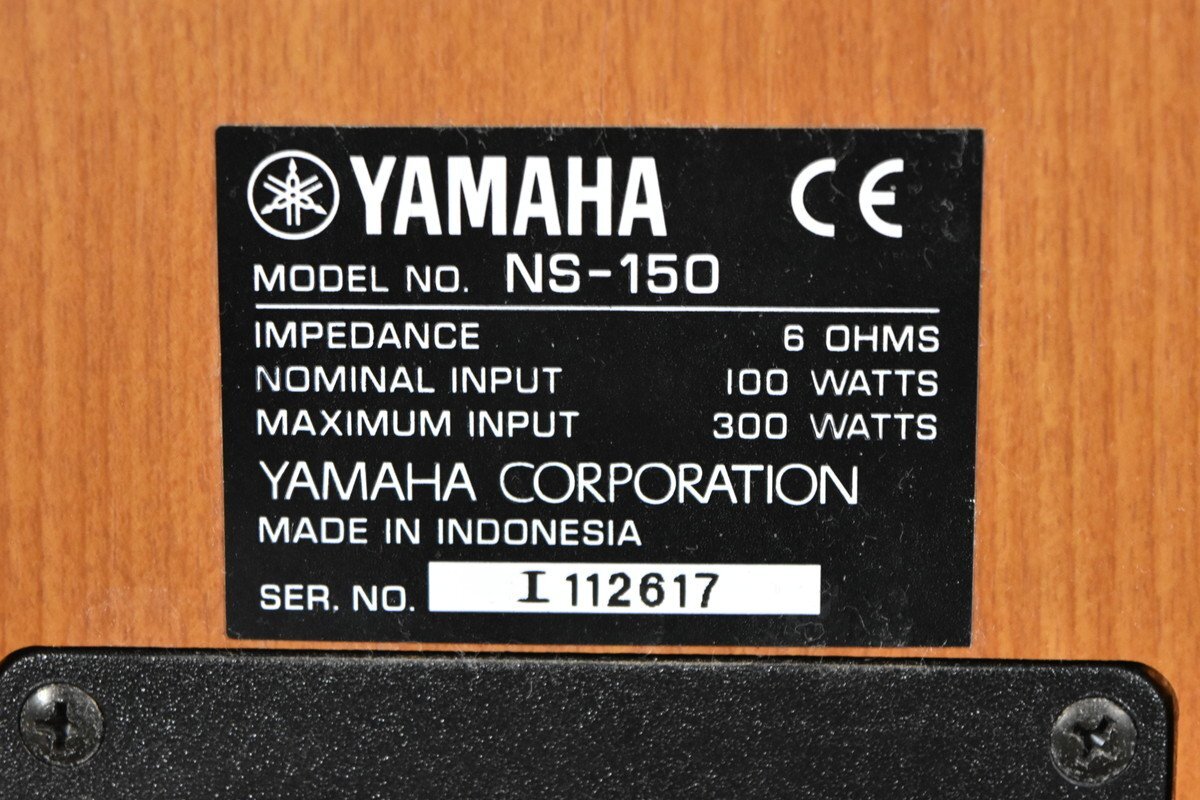 YAMAHA CE
MODEL NO. NS-150
IMPEDANCE 6 OHMS
NOMINAL INPUT 100 WATTS
MAXIMUM INPUT 300 WATTS
YAMAHA CORPORATION
MADE IN INDONESIA
SER. NO. I 112617